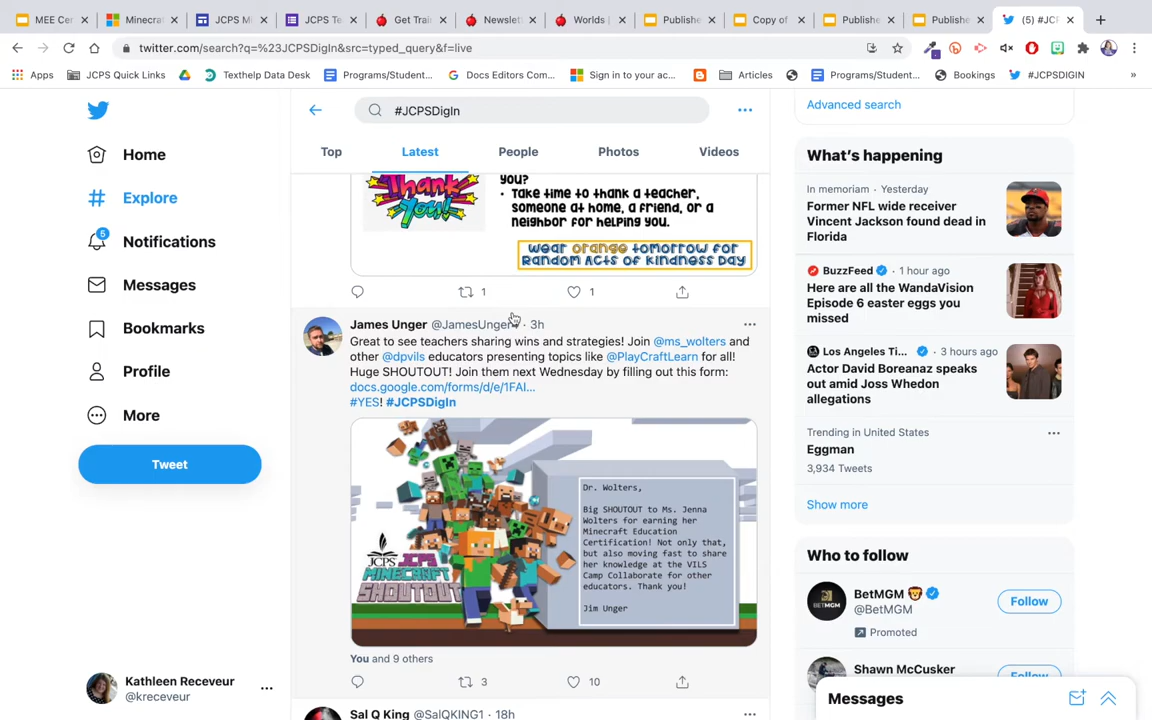 MEE Cer
Minecraf
JCPS M
JCPS Te
Get Trai
Newslet
Worlds |
Publishe
Copy of
Publishe
Publishe
(5) #JCF
twitter.com/search?q=%23JCPSDigIn&src=typed_query&f=live
Apps
JCPS Quick Links
Texthelp Data Desk
Programs/Student...
Docs Editors Com...
Sign in to your ac...
Articles
Programs/Student...
Bookings
#JCPSDIGIN
»
Home
Explore
5
Notifications
Messages
Bookmarks
Profile
More
Tweet
Kathleen Receveur
@kreceveur
#JCPSDigIn
Top
Latest
People
Photos
Videos
Thank
You!
you?
• Take time to thank a teacher,
someone at home, a friend, or a
neighbor for helping you.
wear orange tomorrow for
Random Acts of Kindness Day
1
1
James Unger @JamesUnger · 3h
Great to see teachers sharing wins and strategies! Join @ms_wolters and
other @dpvils educators presenting topics like @PlayCraftLearn for all!
Huge SHOUTOUT! Join them next Wednesday by filling out this form:
docs.google.com/forms/d/e/1FAI...
#YES! #JCPSDigIn
JCPS
JCPS
MINECRAFT
SHOUTOUT
Dr. Wolters,
Big SHOUTOUT to Ms. Jenna
Wolters for earning her
Minecraft Education
Certification! Not only that,
but also moving fast to share
her knowledge at the VILS
Camp Collaborate for other
educators. Thank you!
Jim Unger
You and 9 others
3
10
Sal Q King @SalQKING1 · 18h
Advanced search
What's happening
In memoriam · Yesterday
Former NFL wide receiver
Vincent Jackson found dead in
Florida
BuzzFeed · 1 hour ago
Here are all the WandaVision
Episode 6 easter eggs you
missed
Los Angeles Ti... · 3 hours ago
Actor David Boreanaz speaks
out amid Joss Whedon
allegations
Trending in United States
Eggman
3,934 Tweets
Show more
Who to follow
BetMGM
@BetMGM
Promoted
Follow
Shawn McCusker
Follow
Messages